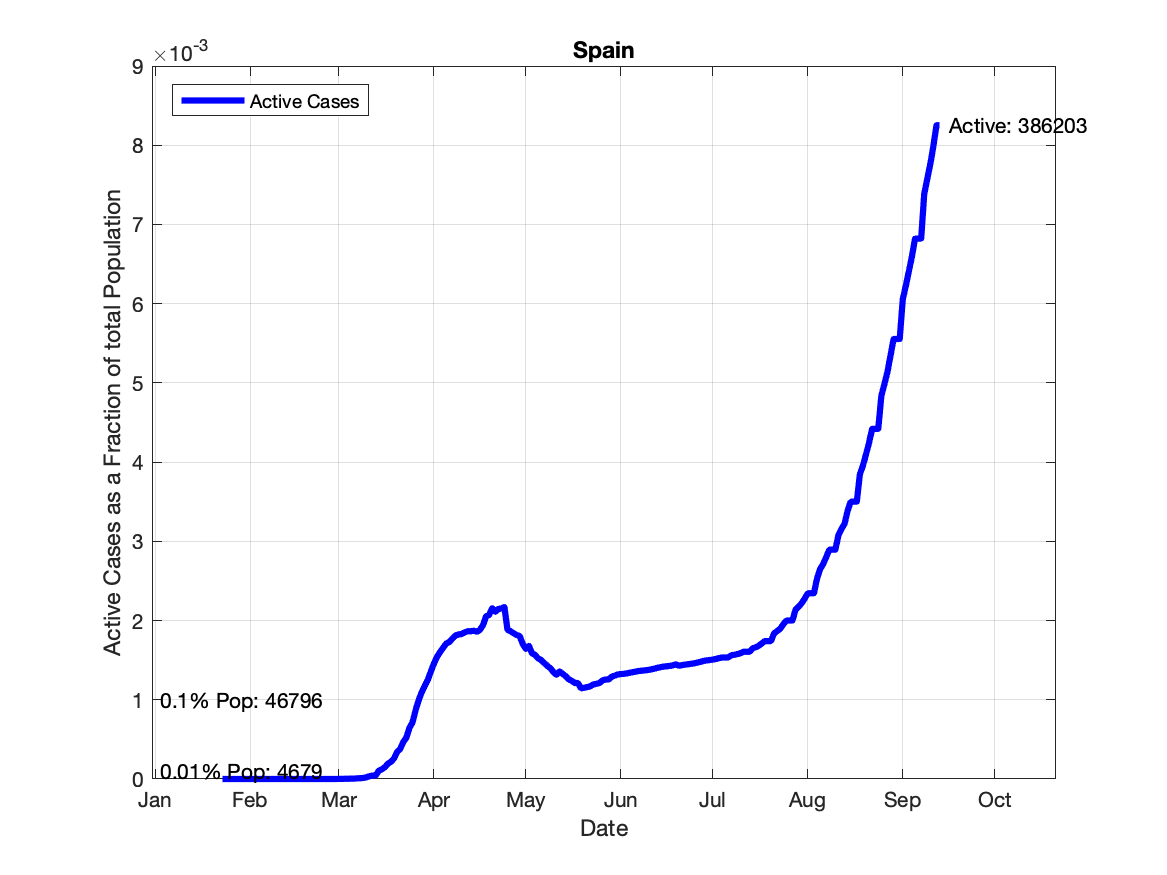 Spain
×10-3
9
8
7
6
5
4
3
2
1
0
Active Cases as a Fraction of total Population
Active Cases
Active: 386203
0.1% Pop: 46796
0.01% Pop: 4679
Jan Feb Mar Apr May Jun Jul Aug Sep Oct
Date